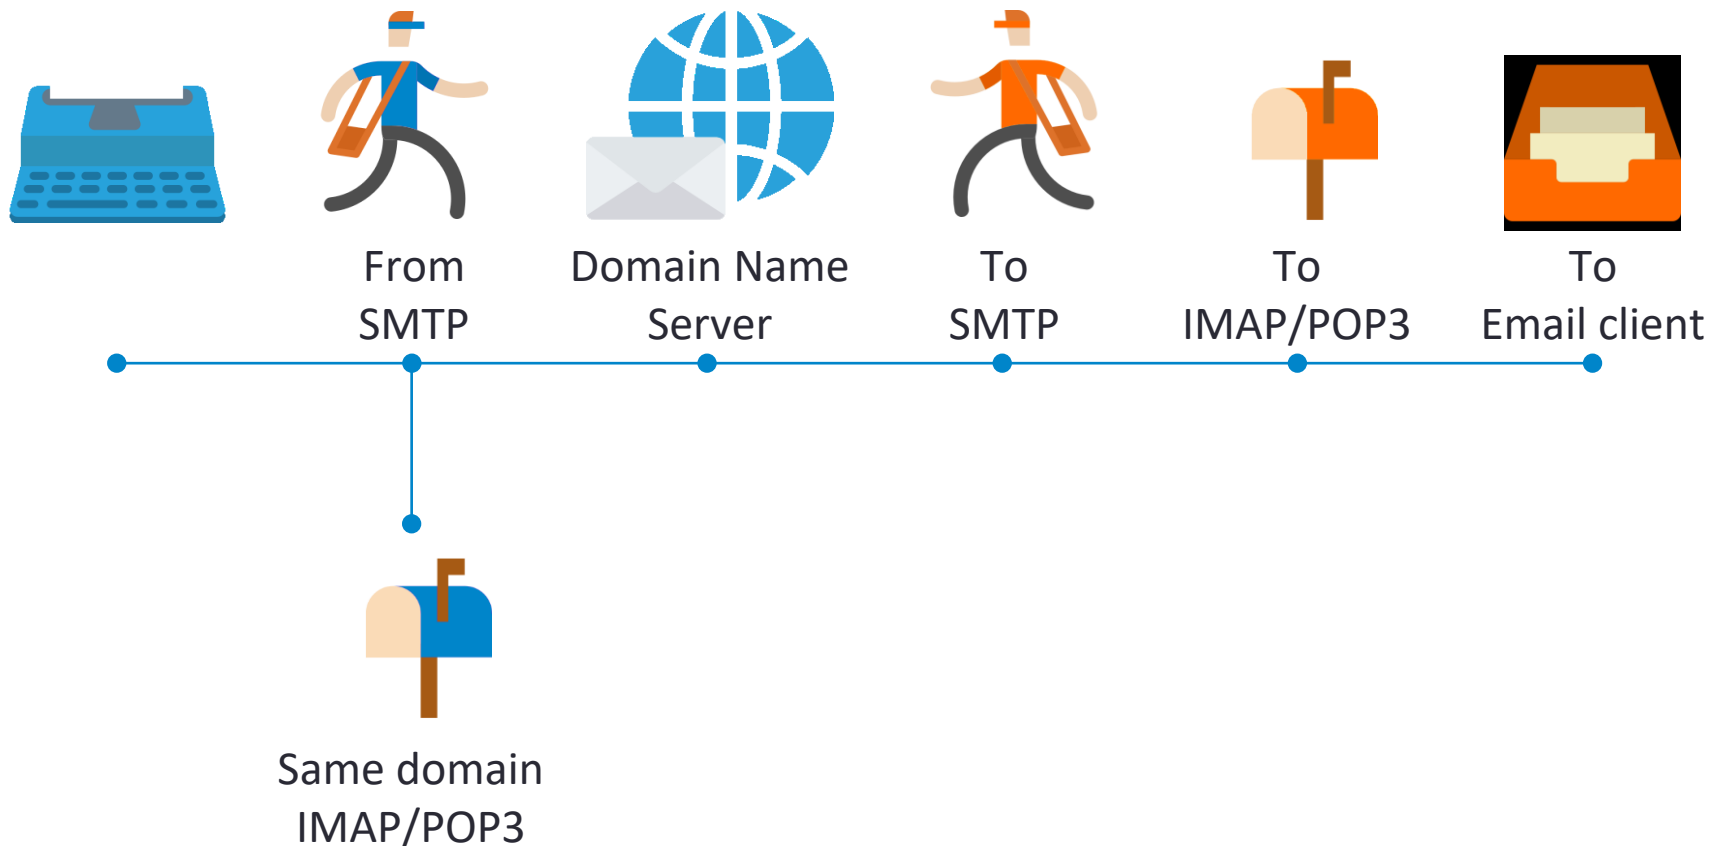 From
SMTP
Domain Name
Server
To
SMTP
To
IMAP/POP3
To
Email client
Same domain
IMAP/POP3